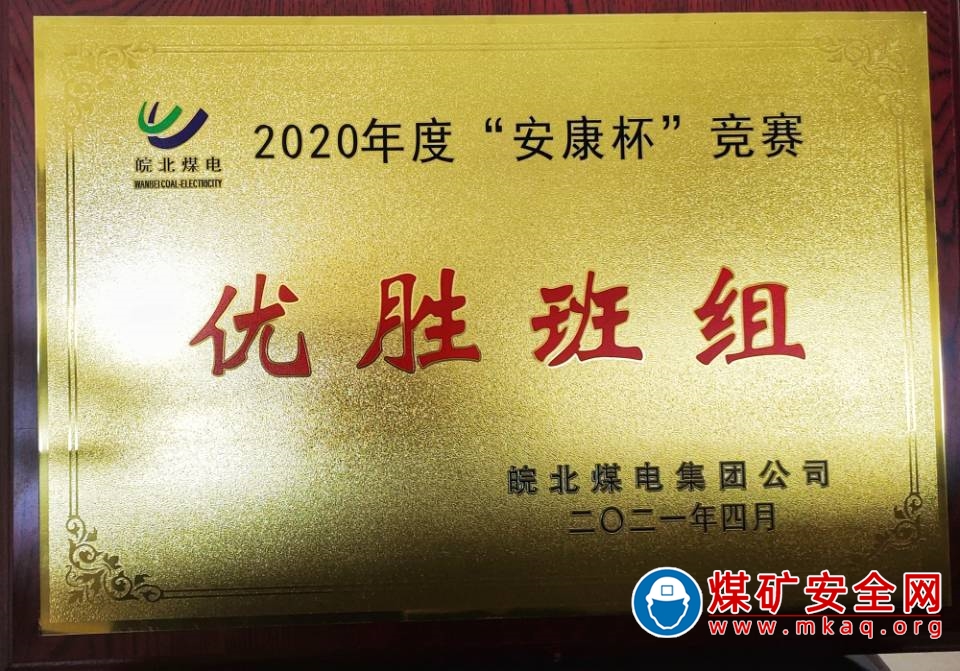 2020年度“安康杯”竞赛
皖北煤电
WANBEI COAL-ELECTRICITY
优胜班组
皖北煤电集团公司
二〇二一年四月
煤矿安全网
www.mkaq.org